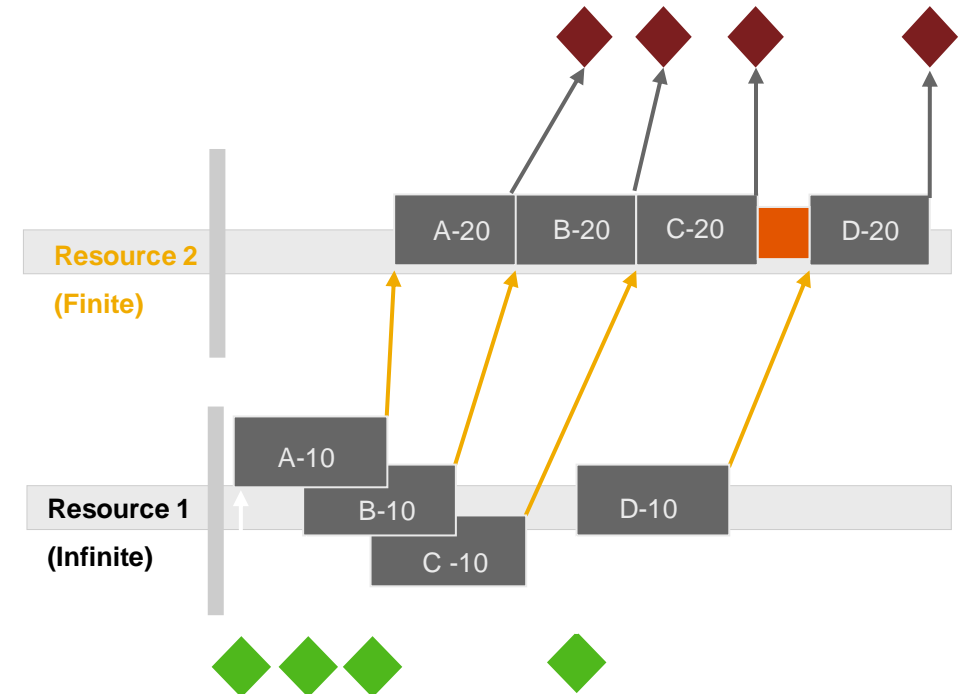 A-20
B-20
C-20
D-20
Resource 2
(Finite)
A-10
B-10
C -10
D-10
Resource 1
(Infinite)